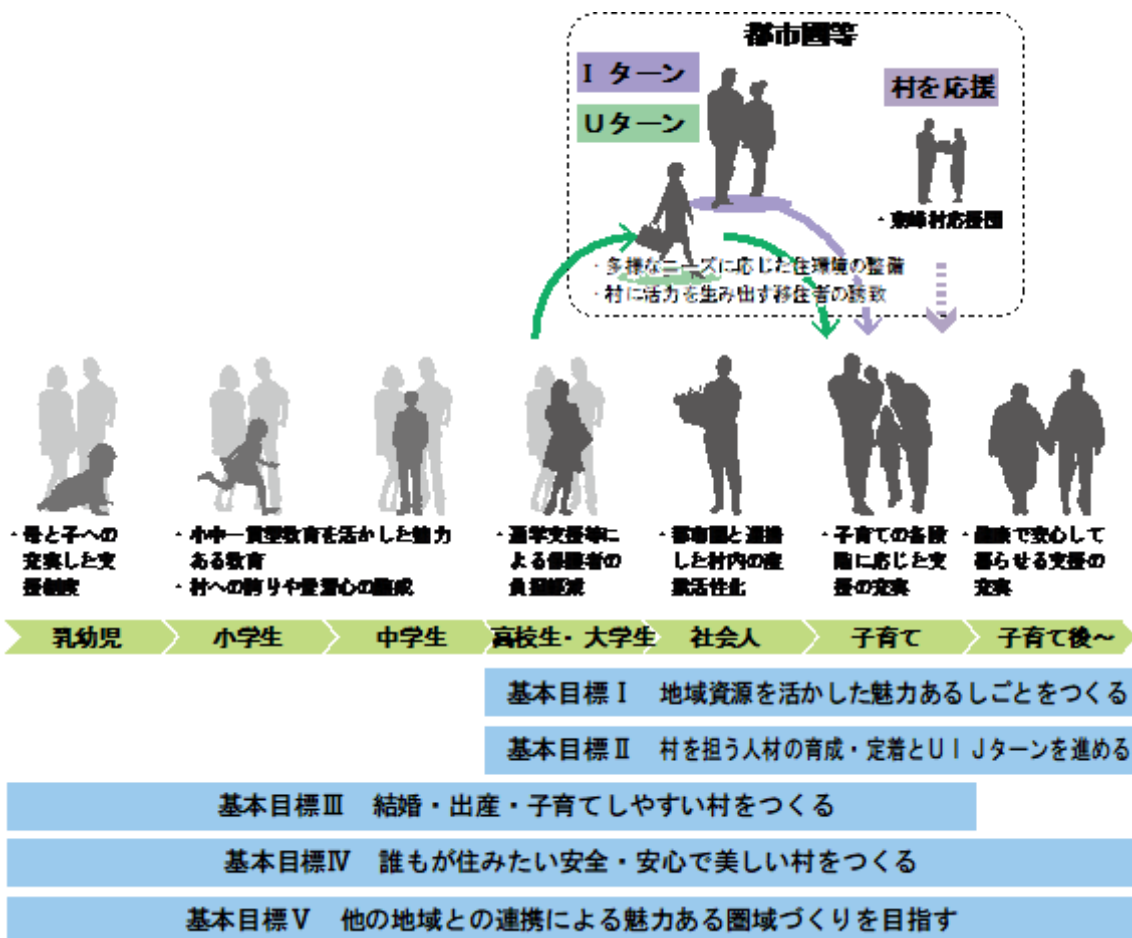 都市圏等
I ターン
Uターン
村を応援
・東峰村応援団
・多様なニーズに応じた住環境の整備
・村に活力を生み出す移住者の誘致
・母と子への
充実した支
援制度
・小中一貫型教育を活かした魅力
ある教育
・村への誇りや愛着心の醸成
・通学支援等に
よる保護者の
負担軽減
・都市圏と連携
した村内の産
業活性化
・子育ての各段
階に応じた支
援の充実
・健康で安心して
暮らせる支援の
充実
乳幼児
小学生
中学生
高校生・大学生
社会人
子育て
子育て後～
基本目標Ⅰ 地域資源を活かした魅力あるしごとをつくる
基本目標Ⅱ 村を担う人材の育成・定着とUIJターンを進める
基本目標Ⅲ 結婚・出産・子育てしやすい村をつくる
基本目標Ⅳ 誰もが住みたい安全・安心で美しい村をつくる
基本目標Ⅴ 他の地域との連携による魅力ある圏域づくりを目指す